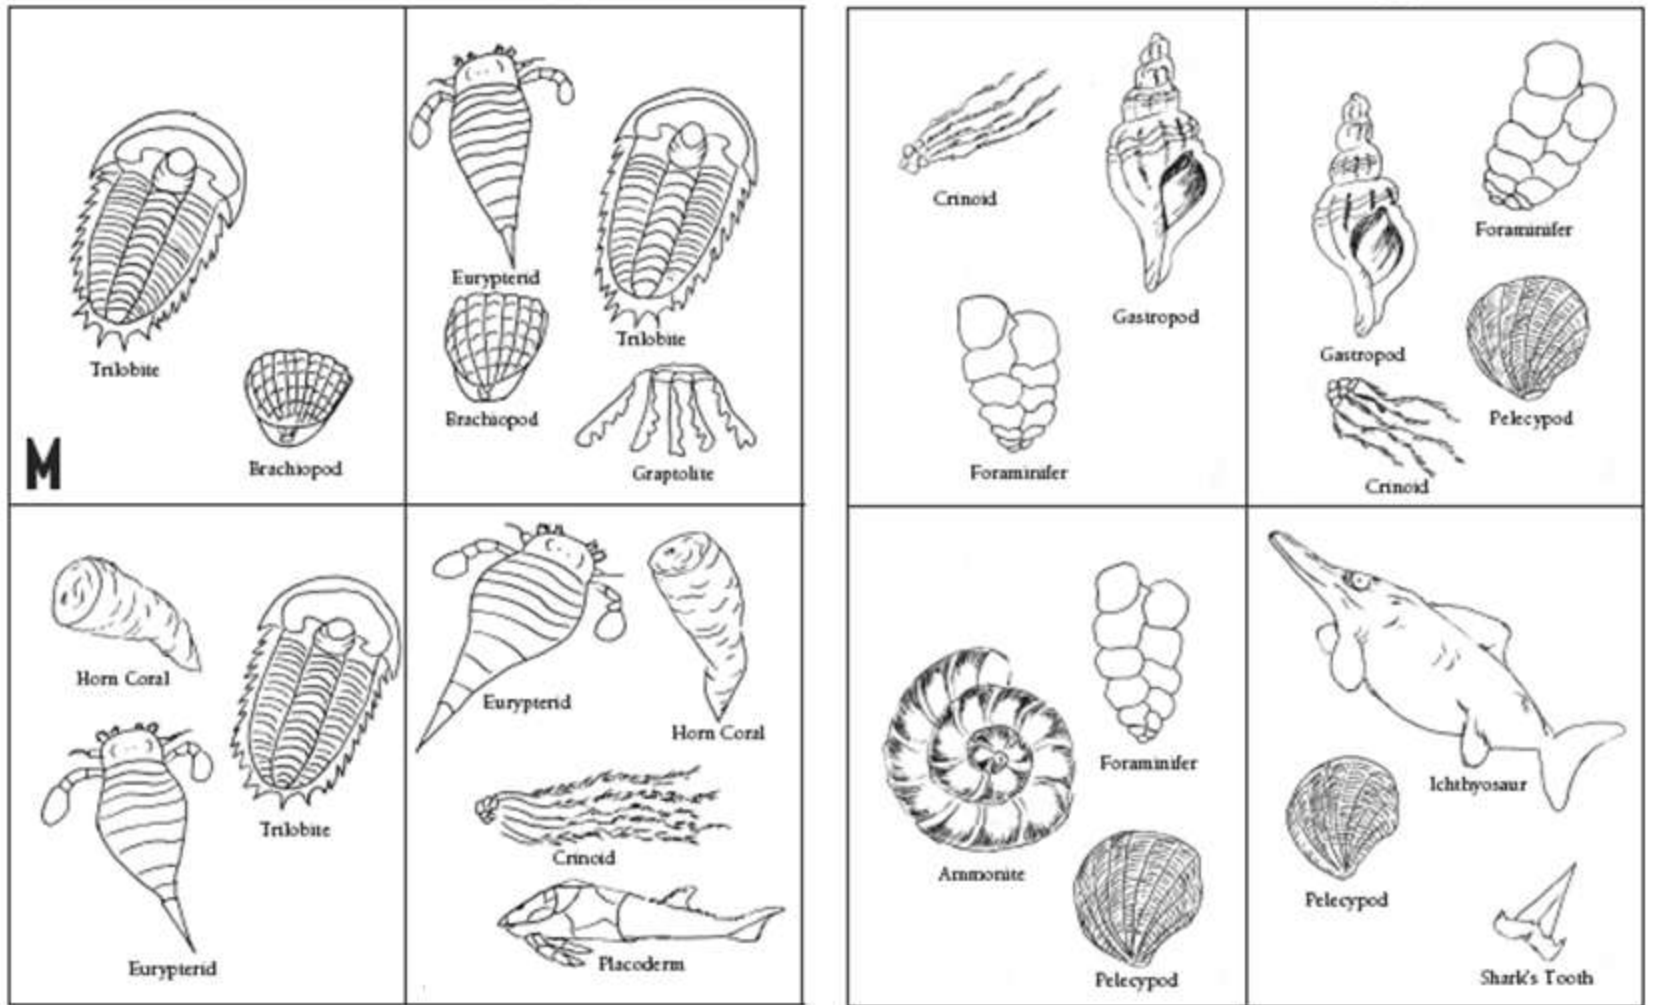 Trilobite
Brachiopod
M
Eurypterid
Trilobite
Brachiopod
Graptolite
Crinoid
Gastropod
Foraminifer
Foraminifer
Gastropod
Pelecypod
Crinoid
Horn Coral
Trilobite
Eurypterid
Eurypterid
Horn Coral
Crinoid
Placoderm
Foraminifer
Ammonite
Pelecypod
Ichthyosaur
Pelecypod
Shark's Tooth